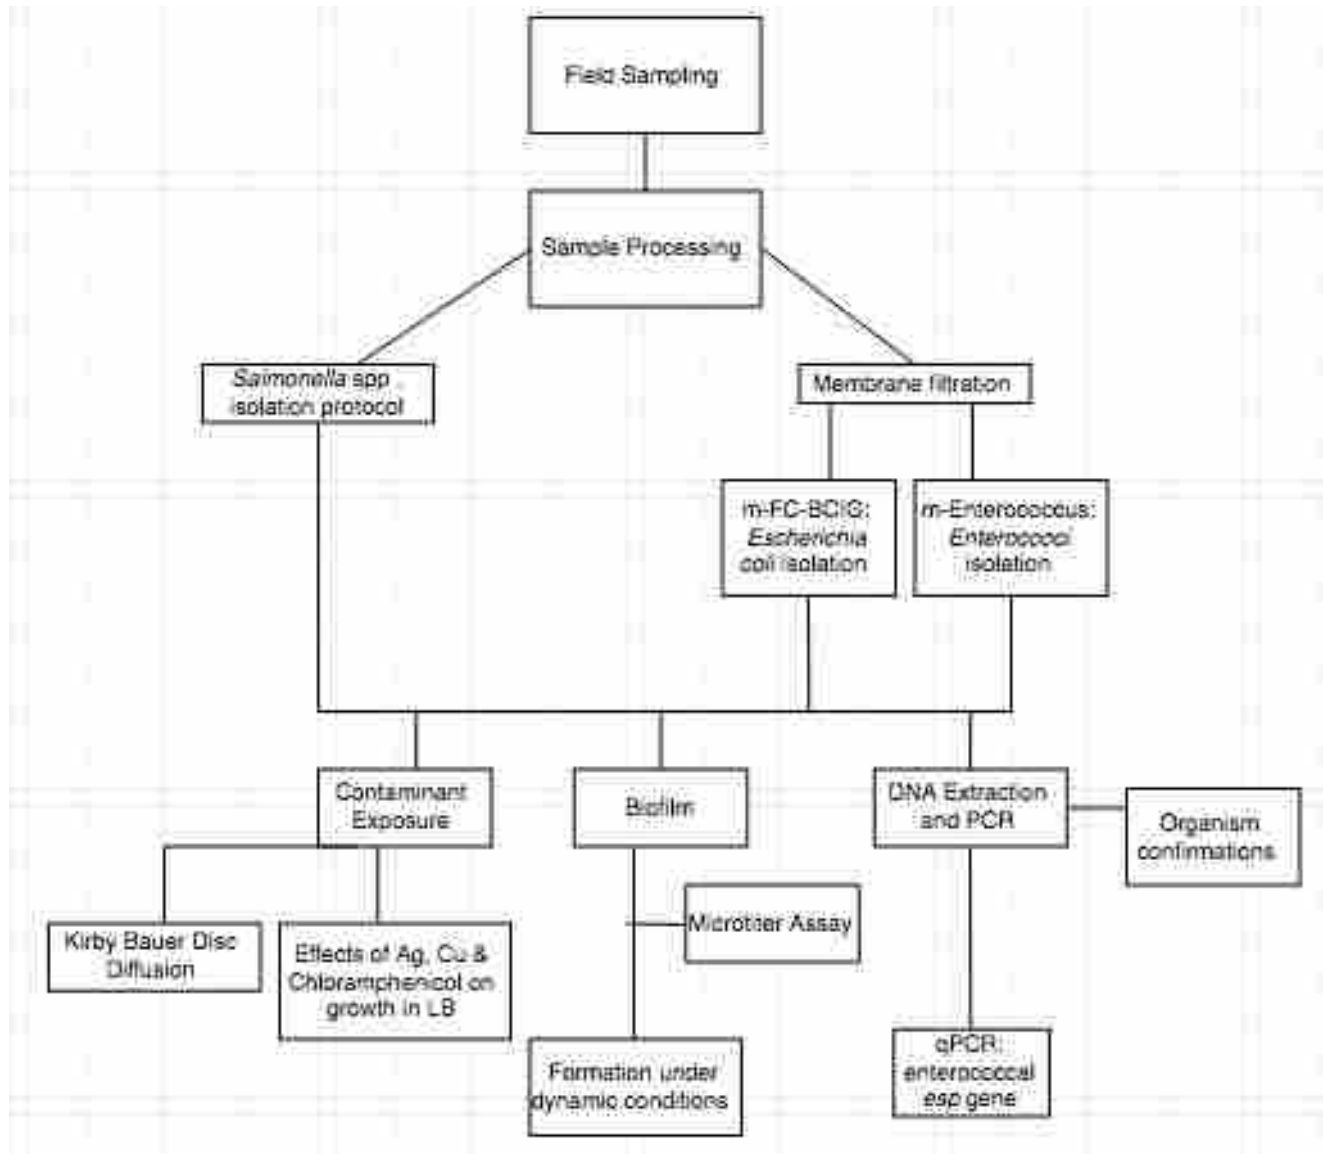 Field Sampling
Sample Processing
Salmonella spp.
isolation protocol
Membrane filtration
m-FC-BCIG:
Escherichia
coli isolation
m-Enterococcus:
Enterococci
isolation
Contaminant
Exposure
Biofilm
DNA Extraction
and PCR
Organism
confirmations
Kirby Bauer Disc
Diffusion
Effects of Ag, Cu &
Chloramphenicol on
growth in LB
Microtiter Assay
Formation under
dynamic conditions
qPCR:
enterococcal
esp gene